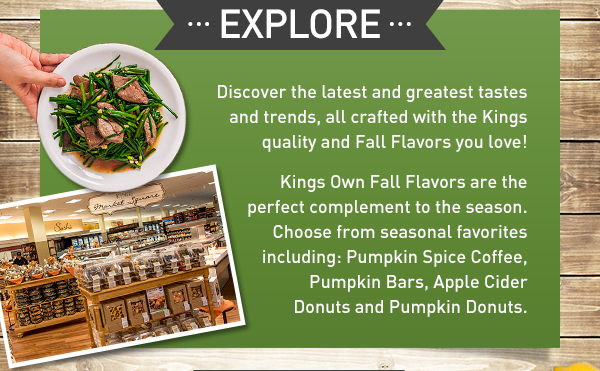 ··· EXPLORE ···
Discover the latest and greatest tastes
and trends, all crafted with the Kings
quality and Fall Flavors you love!
Kings Own Fall Flavors are the
perfect complement to the season.
Choose from seasonal favorites
including: Pumpkin Spice Coffee,
Pumpkin Bars, Apple Cider
Donuts and Pumpkin Donuts.
Market Square
Sushi